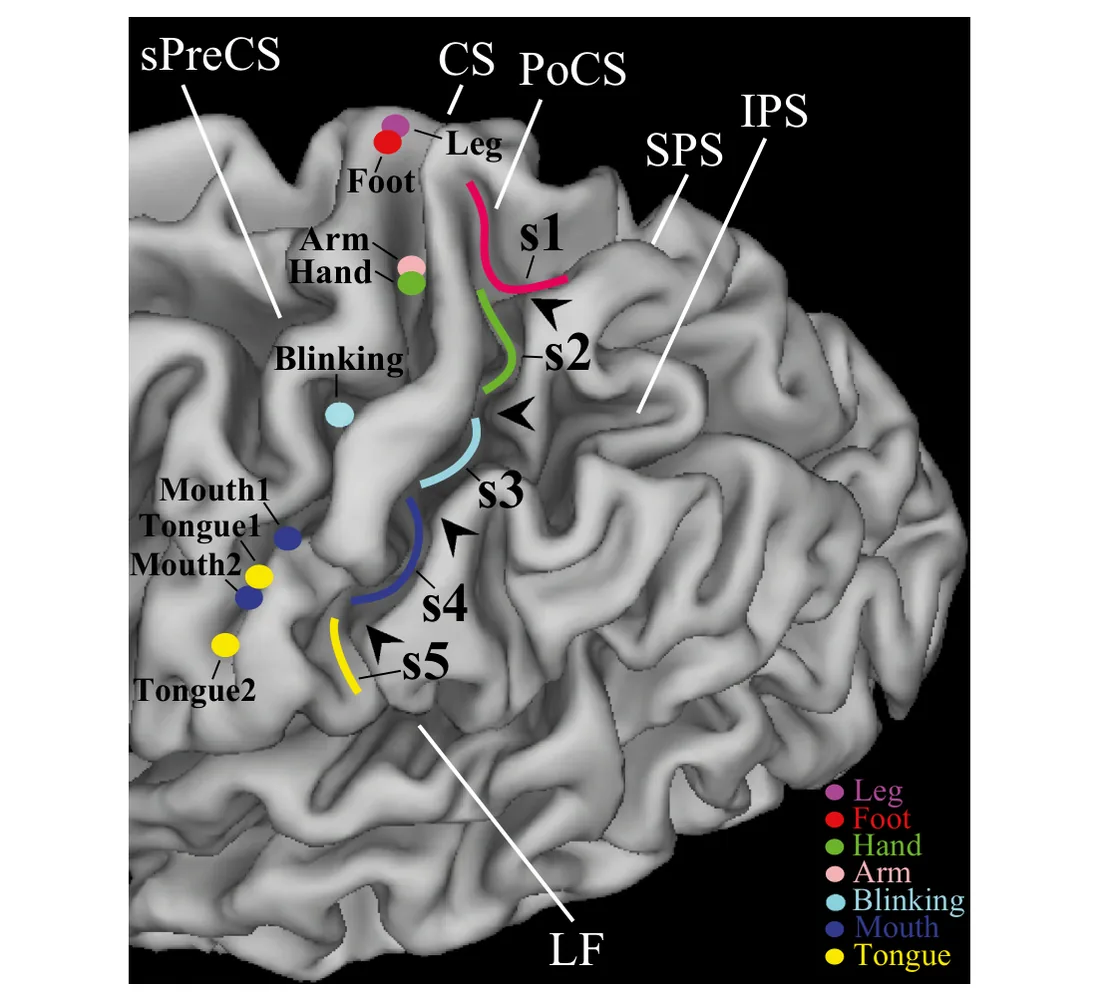 sPreCS
CS
PoCS
IPS
SPS
Leg
Foot
s1
Arm
Hand
s2
Blinking
s3
Mouth1
Tongue1
Mouth2
s4
s5
Tongue2
LF
Leg
Foot
Hand
Arm
Blinking
Mouth
Tongue